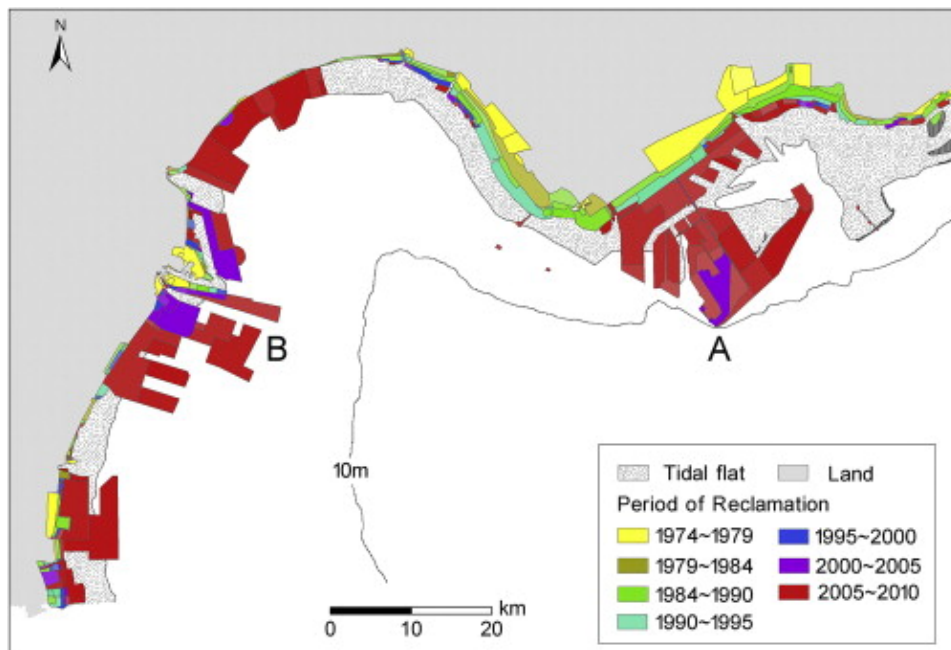 N
B
A
10m
Tidal flat
Land
Period of Reclamation
1974~1979
1995~2000
1979~1984
2000~2005
1984~1990
2005~2010
1990~1995
km
0
10
20